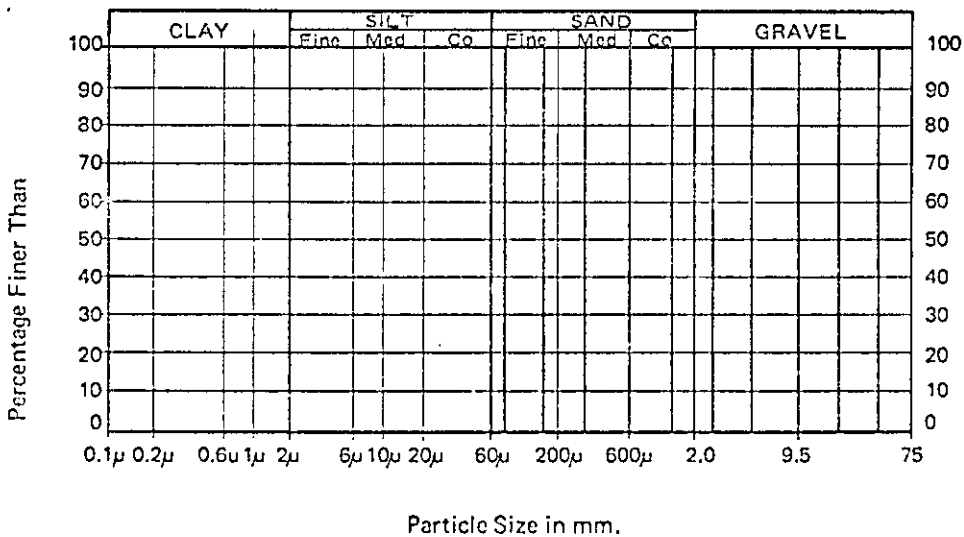 CLAY SILT SAND GRAVEL
Fine Med Co Fine Med Co
100 100
90 90
80 80
70 70
60 60
50 50
40 40
30 30
20 20
10 10
0 0
Percentage Finer Than
0.1μ 0.2μ 0.6u 1μ 2μ 6μ 10μ 20μ 60μ 200μ 600μ 2.0 9.5 75
Particle Size in mm.